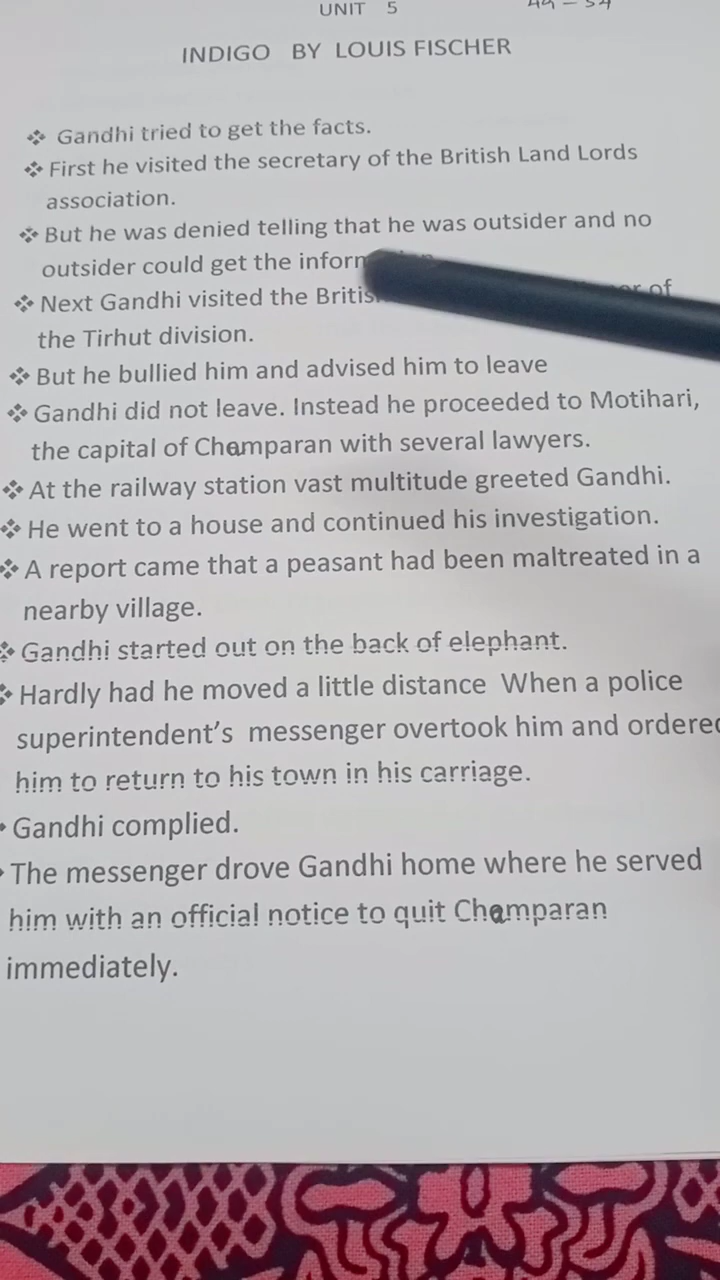 UNIT 5
INDIGO BY LOUIS FISCHER
❖ Gandhi tried to get the facts.
❖ First he visited the secretary of the British Land Lords
association.
❖ But he was denied telling that he was outsider and no
outsider could get the
❖ Next Gandhi visited the of
the Tirhut division.
❖ But he bullied him and advised him to leave
❖ Gandhi did not leave. Instead he proceeded to Motihari,
the capital of Champaran with several lawyers.
❖ At the railway station vast multitude greeted Gandhi.
❖ He went to a house and continued his investigation.
❖ A report came that a peasant had been maltreated in a
nearby village.
❖ Gandhi started out on the back of elephant.
❖ Hardly had he moved a little distance When a police
superintendent's messenger overtook him and ordered
him to return to his town in his carriage.
❖ Gandhi complied.
❖ The messenger drove Gandhi home where he served
him with an official notice to quit Champaran
immediately.